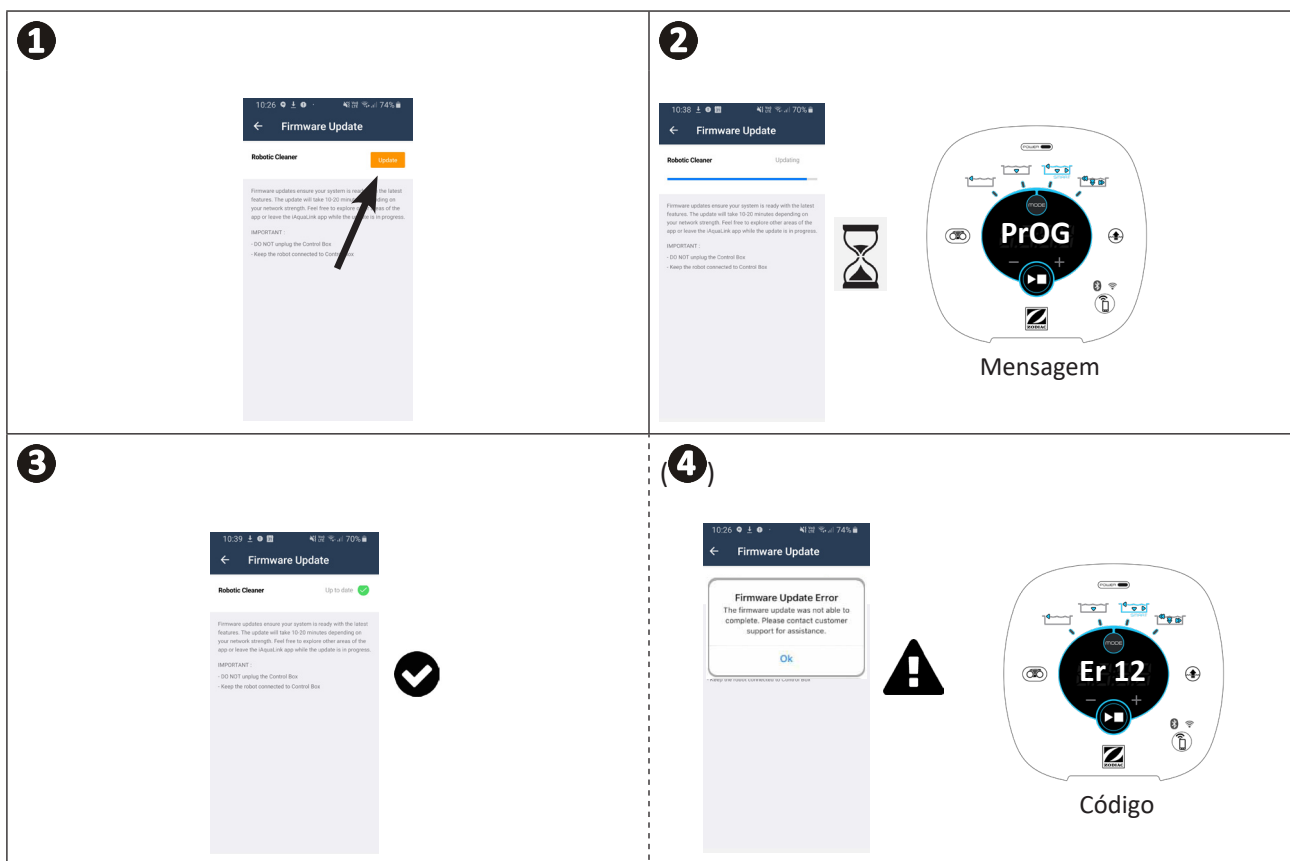 1
10:26 74%
Firmware Update
Robotic Cleaner Update
Firmware updates ensure your system is ready with the latest
features. The update will take 10-20 minutes depending on
your network strength. Feel free to explore areas of the
app or leave the iAquaLink app while the update is in progress.
IMPORTANT :
- DO NOT unplug the Control Box
- Keep the robot connected to Control Box
2
10:38 70%
Firmware Update
Robotic Cleaner Updating
Firmware updates ensure your system is ready with the latest
features. The update will take 10-20 minutes depending on
your network strength. Feel free to explore other areas of the
app or leave the iAquaLink app while the update is in progress.
IMPORTANT :
- DO NOT unplug the Control Box
- Keep the robot connected to Control Box
POWER
MODE
PrOG
- +
ZODIAC
Mensagem
3
10:39 70%
Firmware Update
Robotic Cleaner Up to date
Firmware updates ensure your system is ready with the latest
features. The update will take 10-20 minutes depending on
your network strength. Feel free to explore other areas of the
app or leave the iAquaLink app while the update is in progress.
IMPORTANT :
- DO NOT unplug the Control Box
- Keep the robot connected to Control Box
(4)
10:26 74%
Firmware Update
Firmware Update Error
The firmware update was not able to
complete. Please contact customer
support for assistance.
Ok
- Keep the robot connected to Control Box
POWER
MODE
Er 12
- +
ZODIAC
Código